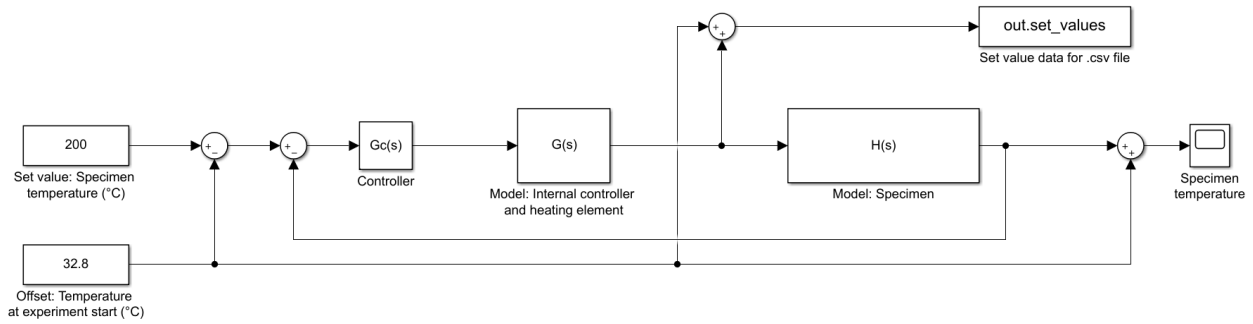 out.set_values
+
+
Set value data for .csv file
200
+
−
+
−
Gc(s)
G(s)
H(s)
+
+
Set value: Specimen
temperature (°C)
Controller
Model: Internal controller
and heating element
Model: Specimen
Specimen
temperature
32.8
Offset: Temperature
at experiment start (°C)